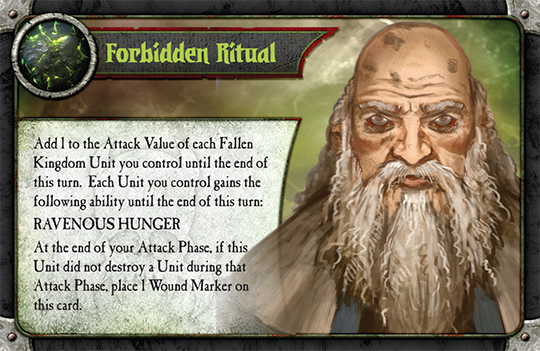 Forbidden Ritual
Add 1 to the Attack Value of each Fallen
Kingdom Unit you control until the end of
this turn. Each Unit you control gains the
following ability until the end of this turn:
RAVENOUS HUNGER
At the end of your Attack Phase, if this
Unit did not destroy a Unit during that
Attack Phase, place 1 Wound Marker on
this card.